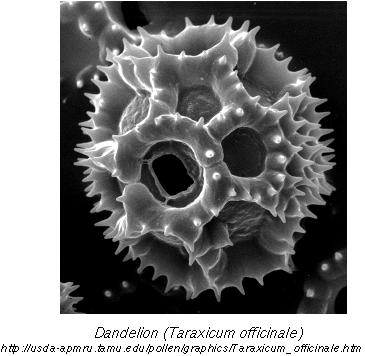 Dandelion (Taraxicum officinale)
http://usda-apmru.tamu.edu/pollen/graphics/Taraxicum_officinale.htm